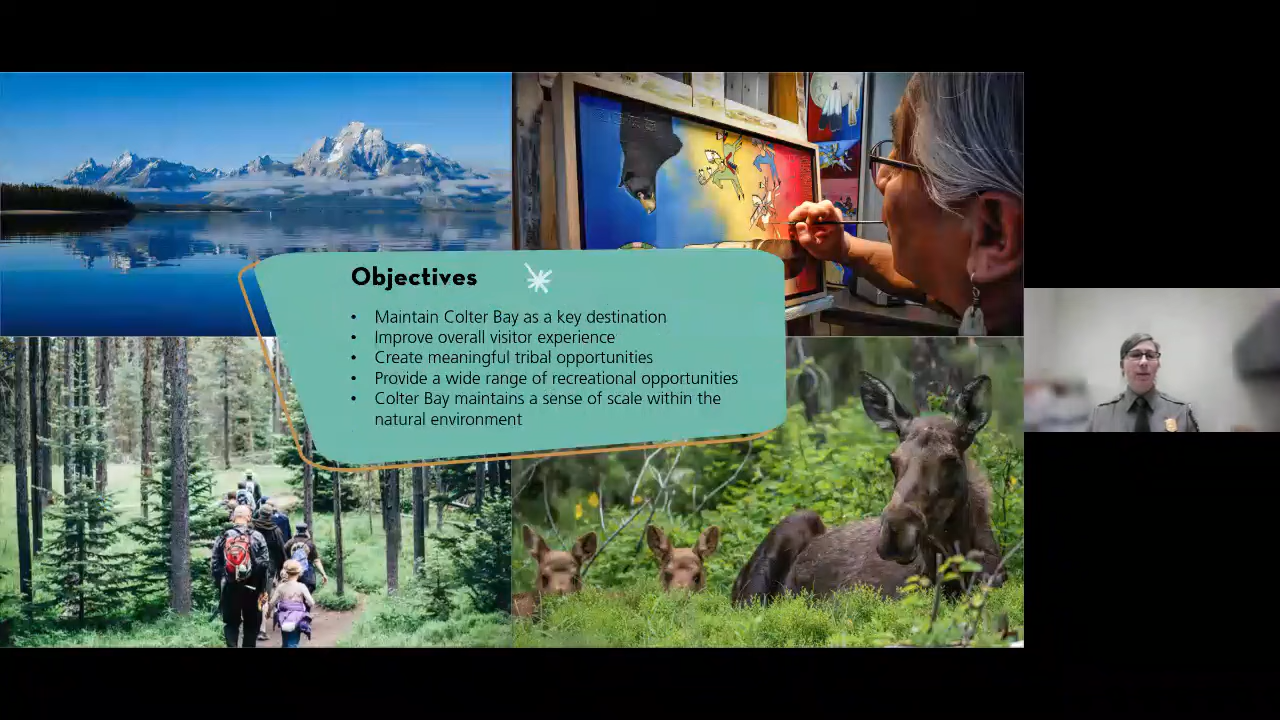 Objectives
• Maintain Colter Bay as a key destination
• Improve overall visitor experience
• Create meaningful tribal opportunities
• Provide a wide range of recreational opportunities
• Colter Bay maintains a sense of scale within the
natural environment